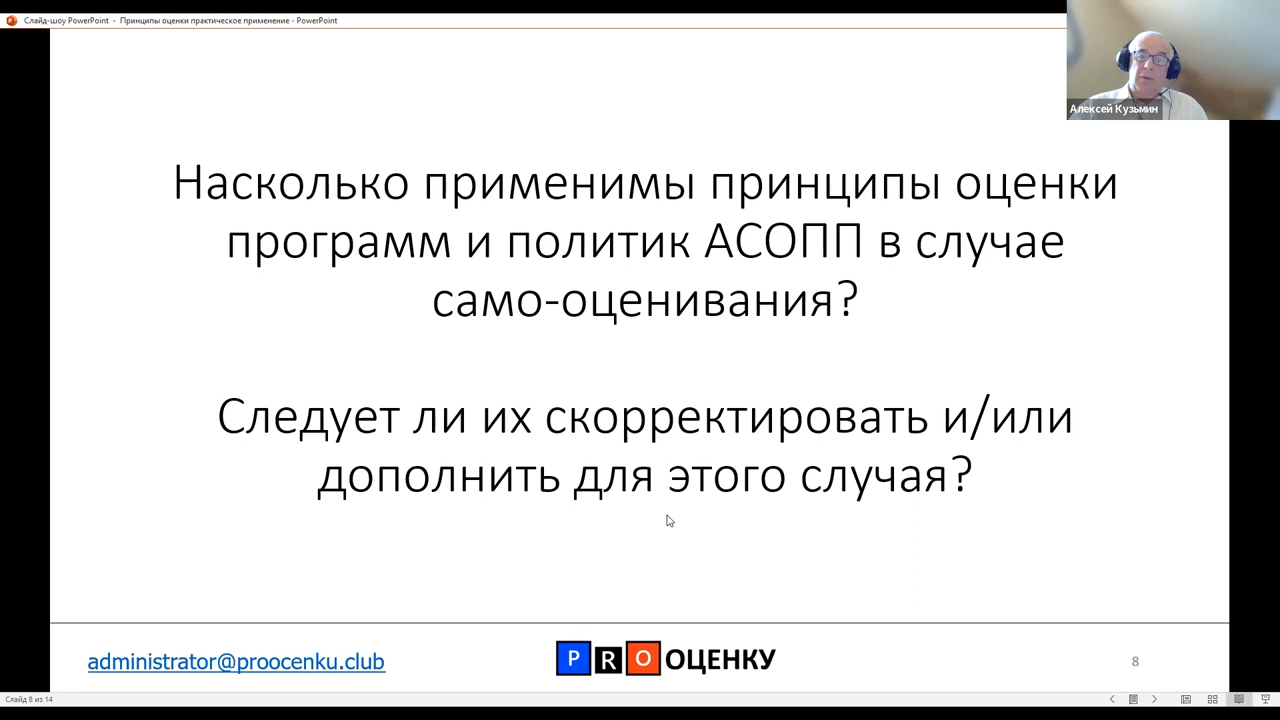 Слайд-шоу PowerPoint - Принципы оценки практическое применение - PowerPoint
Алексей Кузьмин
Насколько применимы принципы оценки
программ и политик АСОПП в случае
само-оценивания?
Следует ли их скорректировать и/или
дополнить для этого случая?
administrator@proocenku.club
PRO ОЦЕНКУ
8
Слайд 8 из 14